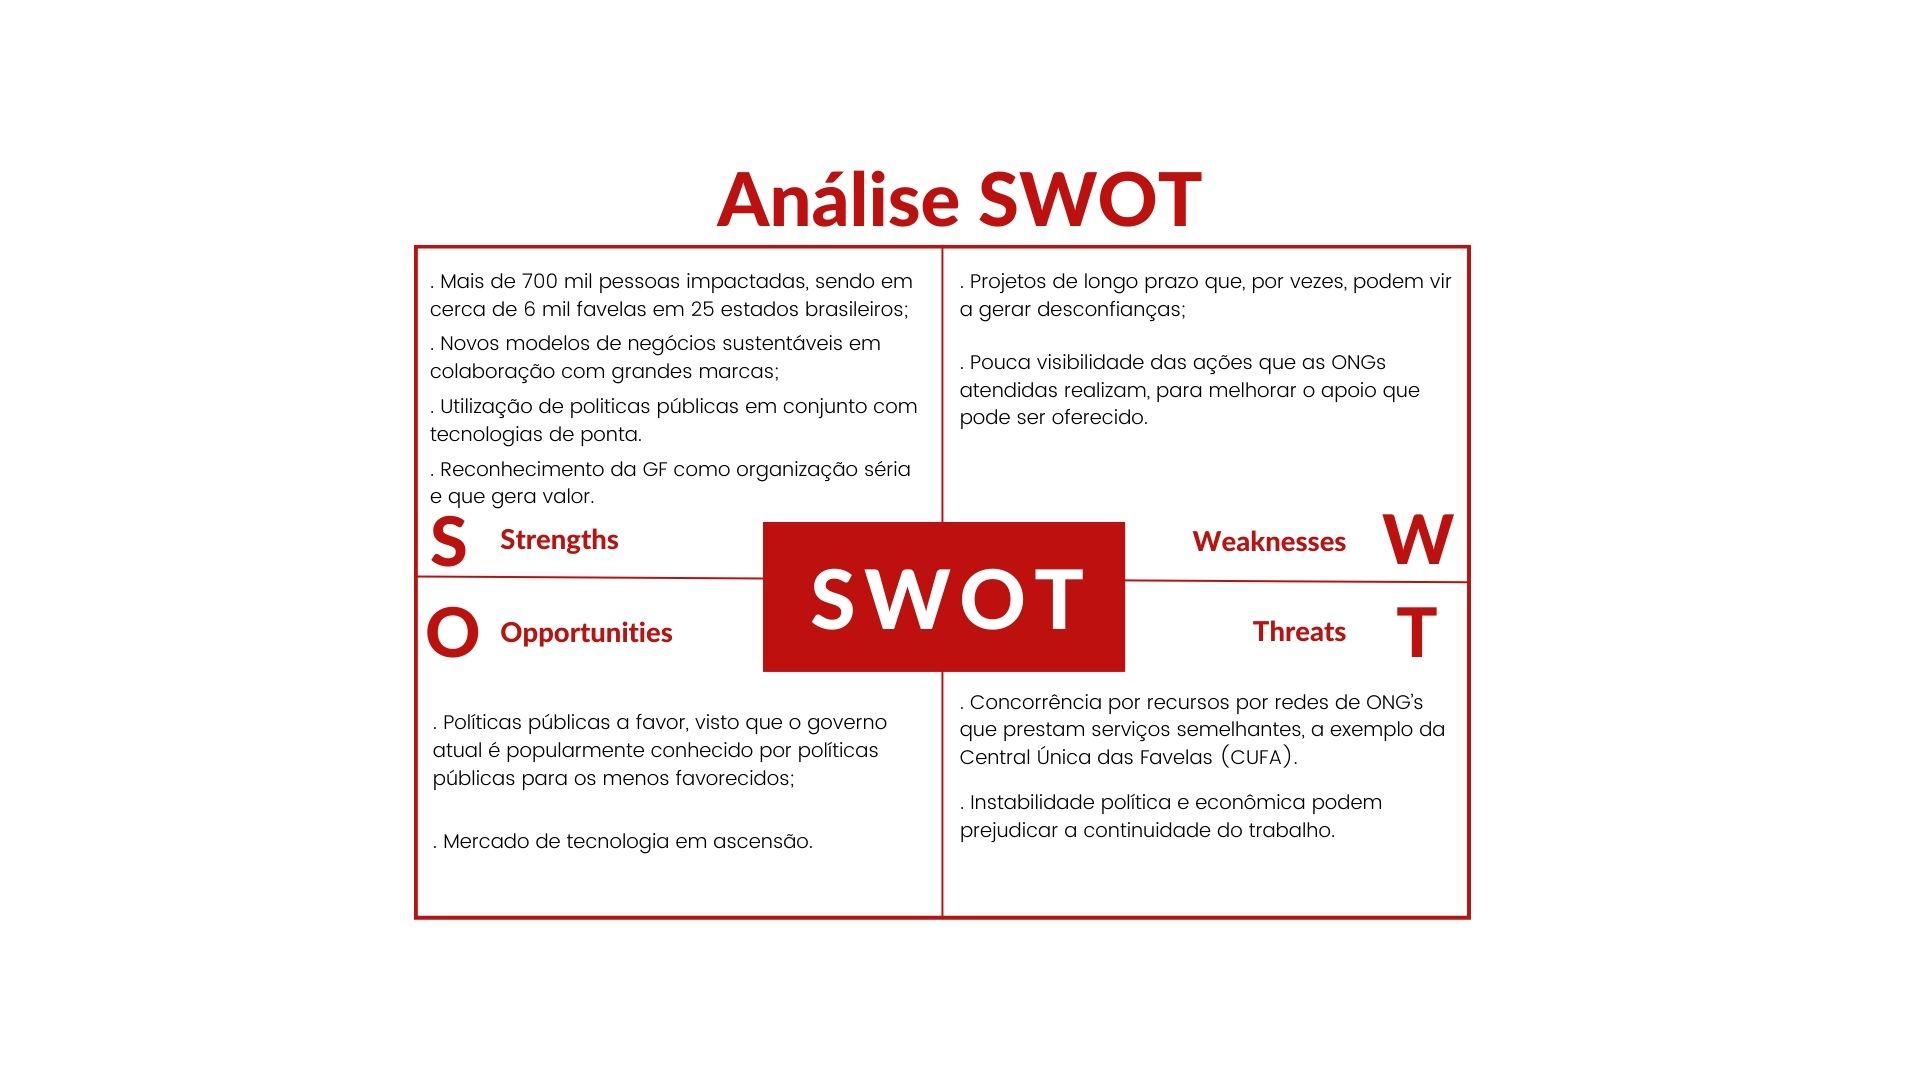 Análise SWOT
. Mais de 700 mil pessoas impactadas, sendo em
cerca de 6 mil favelas em 25 estados brasileiros;
. Novos modelos de negócios sustentáveis em
colaboração com grandes marcas;
. Utilização de politicas públicas em conjunto com
tecnologias de ponta.
. Reconhecimento da GF como organização séria
e que gera valor.
S Strengths
. Projetos de longo prazo que, por vezes, podem vir
a gerar desconfianças;
. Pouca visibilidade das ações que as ONGs
atendidas realizam, para melhorar o apoio que
pode ser oferecido.
Weaknesses W
SWOT
O Opportunities
. Políticas públicas a favor, visto que o governo
atual é popularmente conhecido por políticas
públicas para os menos favorecidos;
. Mercado de tecnologia em ascensão.
Threats T
. Concorrência por recursos por redes de ONG's
que prestam serviços semelhantes, a exemplo da
Central Única das Favelas (CUFA).
. Instabilidade política e econômica podem
prejudicar a continuidade do trabalho.